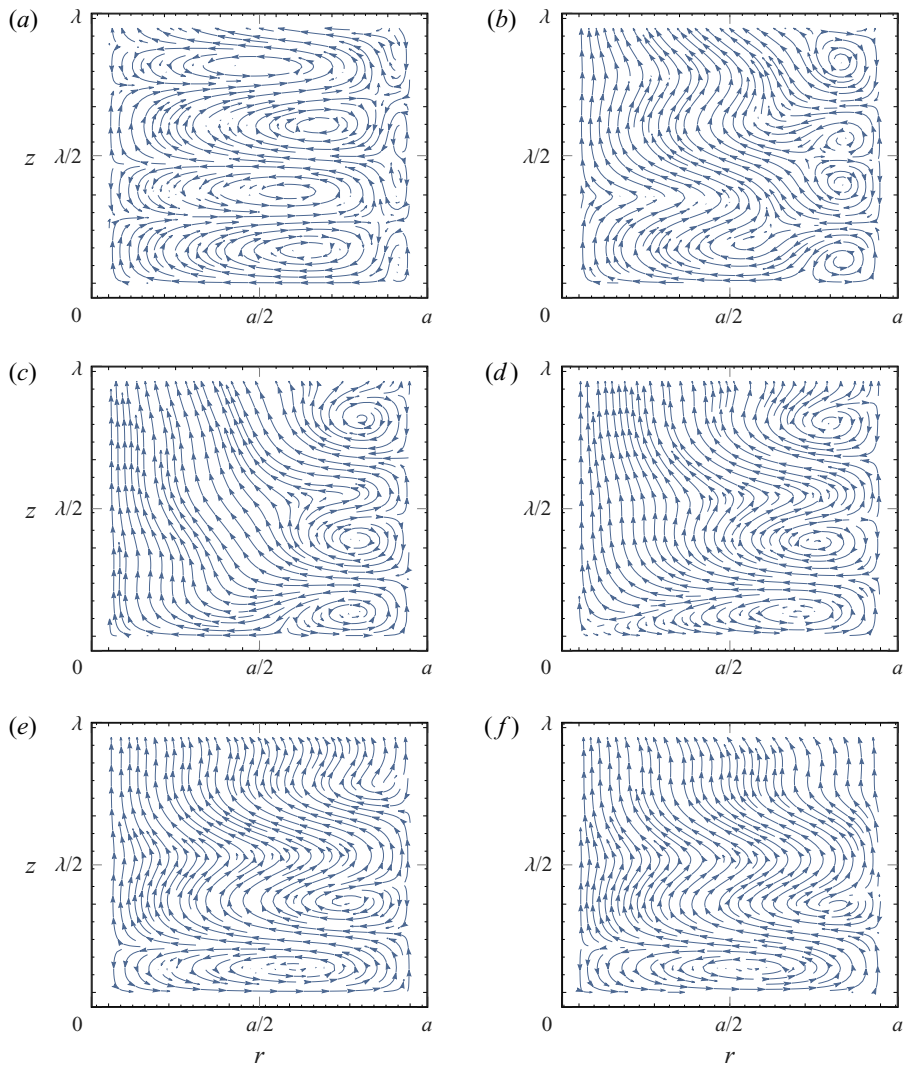 (a) λ (b) λ
z λ/2 λ/2
0 a/2 a 0 a/2 a
(c) λ (d) λ
z λ/2 λ/2
0 a/2 a 0 a/2 a
(e) λ (f) λ
z λ/2 λ/2
0 a/2 a 0 a/2 a
r r